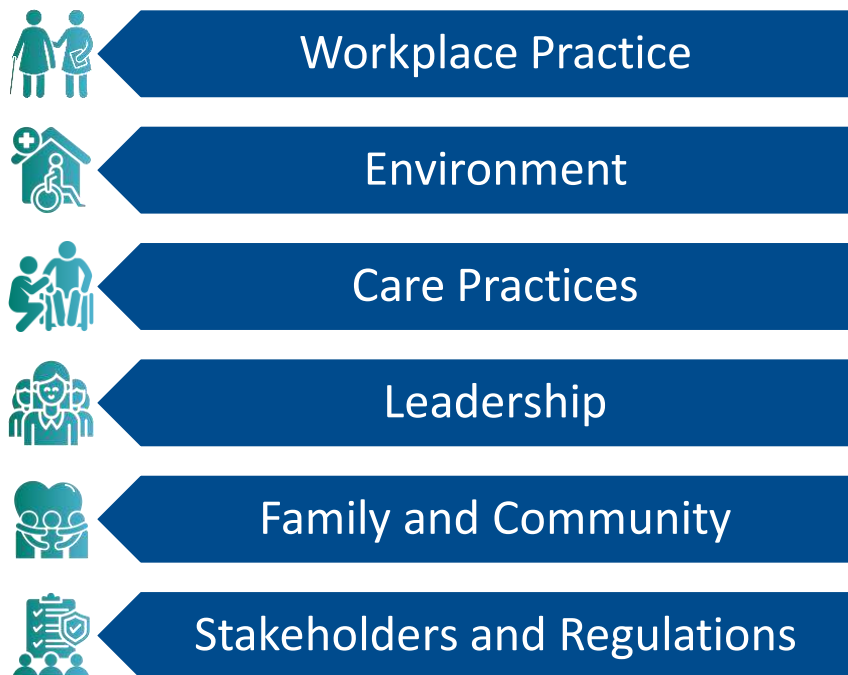 Workplace Practice
Environment
Care Practices
Leadership
Family and Community
Stakeholders and Regulations